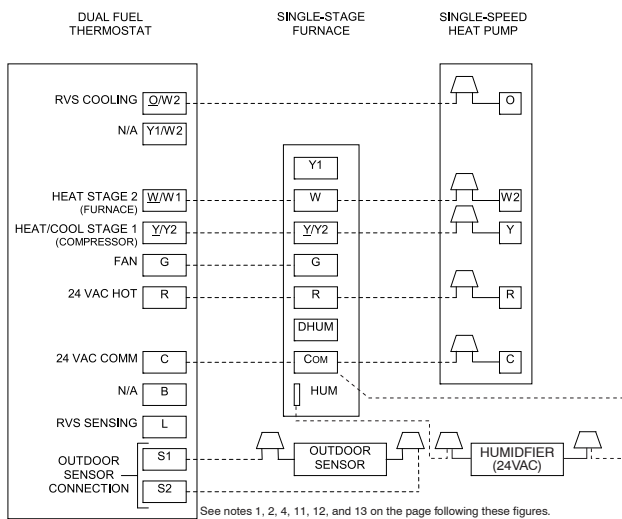 DUAL FUEL
THERMOSTAT
SINGLE-STAGE
FURNACE
SINGLE-SPEED
HEAT PUMP
RVS COOLING
O/W2
O
N/A
Y1/W2
Y1
HEAT STAGE 2
(FURNACE)
W/W1
W
W2
HEAT/COOL STAGE 1
(COMPRESSOR)
Y/Y2
Y/Y2
Y
FAN
G
G
24 VAC HOT
R
R
R
DHUM
24 VAC COMM
C
COM
C
N/A
B
HUM
RVS SENSING
L
OUTDOOR
SENSOR
CONNECTION
S1
S2
OUTDOOR
SENSOR
HUMIDFIER
(24VAC)
See notes 1, 2, 4, 11, 12, and 13 on the page following these figures.